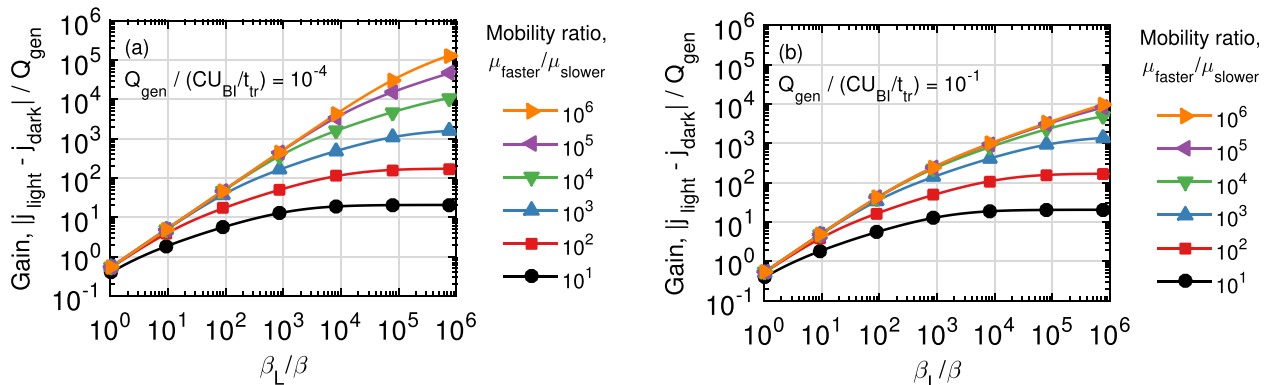 (a)
Q_gen / (CU_BI/t_tr) = 10^-4
Gain, |j_light - j_dark| / Q_gen
10^6
10^5
10^4
10^3
10^2
10^1
10^0
10^-1
10^0 10^1 10^2 10^3 10^4 10^5 10^6
β_L/β
Mobility ratio,
μ_faster/μ_slower
10^6
10^5
10^4
10^3
10^2
10^1
(b)
Q_gen / (CU_BI/t_tr) = 10^-1
Gain, |j_light - j_dark| / Q_gen
10^6
10^5
10^4
10^3
10^2
10^1
10^0
10^-1
10^0 10^1 10^2 10^3 10^4 10^5 10^6
β_L/β
Mobility ratio,
μ_faster/μ_slower
10^6
10^5
10^4
10^3
10^2
10^1